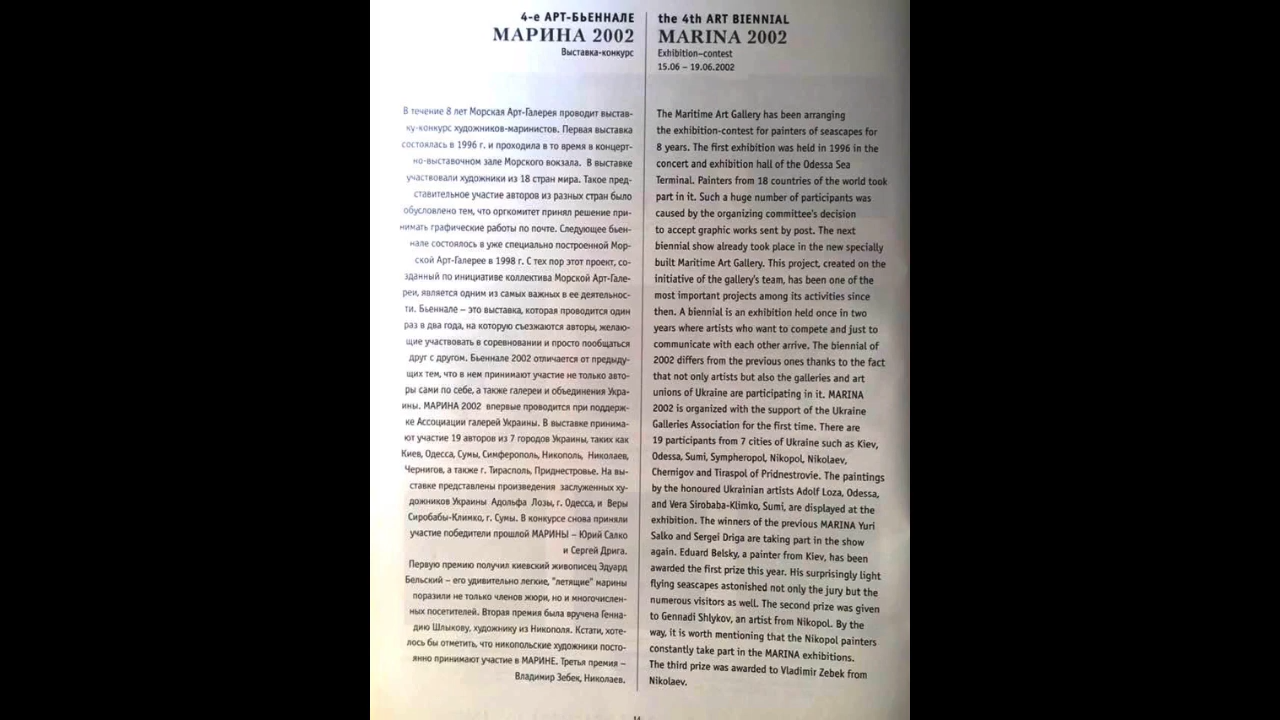 4-е АРТ-БЬЕННАЛЕ
МАРИНА 2002
Выставка-конкурс
В течение 8 лет Морская Арт-Галерея проводит выстав-
ку-конкурс художников-маринистов. Первая выставка
состоялась в 1996 г. и проходила в то время в концерт-
но-выставочном зале Морского вокзала. В выставке
участвовали художники из 18 стран мира. Такое пред-
ставительное участие авторов из разных стран было
обусловлено тем, что оргкомитет принял решение при-
нимать графические работы по почте. Следующее бьен-
нале состоялось в уже специально построенной Мор-
ской Арт-Галерее в 1998 г. С тех пор этот проект, со-
зданный по инициативе коллектива Морской Арт-Гале-
реи, является одним из самых важных в ее деятельнос-
ти. Бьеннале – это выставка, которая проводится один
раз в два года, на которую съезжаются авторы, желаю-
щие участвовать в соревновании и просто пообщаться
друг с другом. Бьеннале 2002 отличается от предыду-
щих тем, что в нем принимают участие не только авто-
ры сами по себе, а также галереи и объединения Укра-
ины. МАРИНА 2002 впервые проводится при поддерж-
ке Ассоциации галерей Украины. В выставке принима-
ют участие 19 авторов из 7 городов Украины, таких как
Киев, Одесса, Сумы, Симферополь, Никополь, Николаев,
Чернигов, а также г. Тирасполь, Приднестровье. На вы-
ставке представлены произведения заслуженных ху-
дожников Украины Адольфа Лозы, г. Одесса, и Веры
Сиробабы-Климко, г. Сумы. В конкурсе снова приняли
участие победители прошлой МАРИНЫ – Юрий Салко
и Сергей Дрига.
Первую премию получил киевский живописец Эдуард
Бельский – его удивительно легкие, "летящие" марины
поразили не только членов жюри, но и многочислен-
ных посетителей. Вторая премия была вручена Генна-
дию Шлыкову, художнику из Никополя. Кстати, хоте-
лось бы отметить, что никопольские художники посто-
янно принимают участие в МАРИНЕ. Третья премия –
Владимир Зебек, Николаев.
the 4th ART BIENNIAL
MARINA 2002
Exhibition-contest
15.06 – 19.06.2002
The Maritime Art Gallery has been arranging
the exhibition-contest for painters of seascapes for
8 years. The first exhibition was held in 1996 in the
concert and exhibition hall of the Odessa Sea
Terminal. Painters from 18 countries of the world took
part in it. Such a huge number of participants was
caused by the organizing committee's decision
to accept graphic works sent by post. The next
biennial show already took place in the new specially
built Maritime Art Gallery. This project, created on the
initiative of the gallery's team, has been one of the
most important projects among its activities since
then. A biennial is an exhibition held once in two
years where artists who want to compete and just to
communicate with each other arrive. The biennial of
2002 differs from the previous ones thanks to the fact
that not only artists but also the galleries and art
unions of Ukraine are participating in it. MARINA
2002 is organized with the support of the Ukraine
Galleries Association for the first time. There are
19 participants from 7 cities of Ukraine such as Kiev,
Odessa, Sumi, Sympheropol, Nikopol, Nikolaev,
Chernigov and Tiraspol of Pridnestrovie. The paintings
by the honoured Ukrainian artists Adolf Loza, Odessa,
and Vera Sirobaba-Klimko, Sumi, are displayed at the
exhibition. The winners of the previous MARINA Yuri
Salko and Sergei Driga are taking part in the show
again. Eduard Belsky, a painter from Kiev, has been
awarded the first prize this year. His surprisingly light
flying seascapes astonished not only the jury but the
numerous visitors as well. The second prize was given
to Gennadi Shlykov, an artist from Nikopol. By the
way, it is worth mentioning that the Nikopol painters
constantly take part in the MARINA exhibitions.
The third prize was awarded to Vladimir Zebek from
Nikolaev.